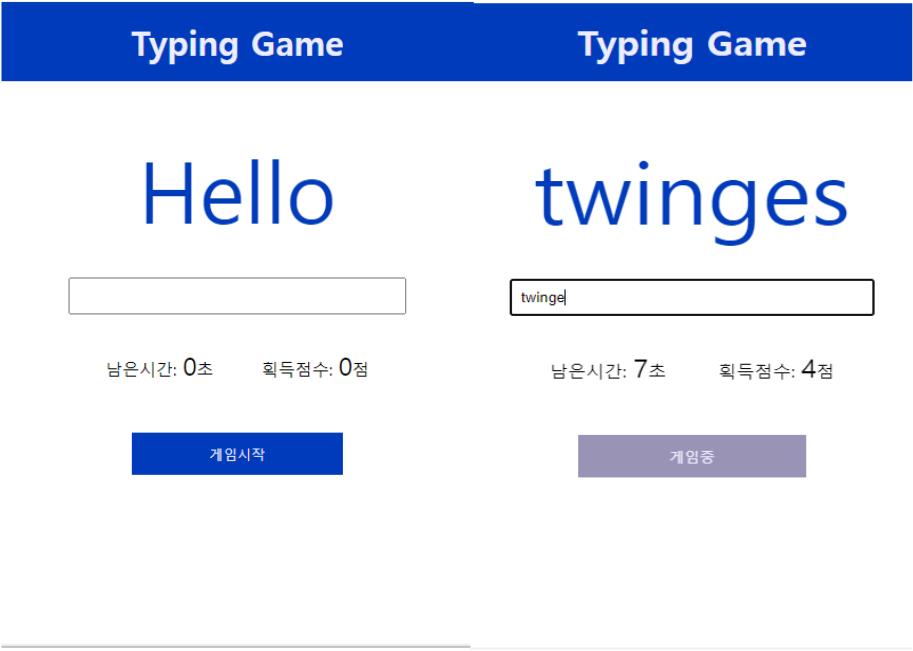 Typing Game
Hello
남은시간: 0초 획득점수: 0점
게임시작
Typing Game
twinges
twinge
남은시간: 7초 획득점수: 4점
게임중